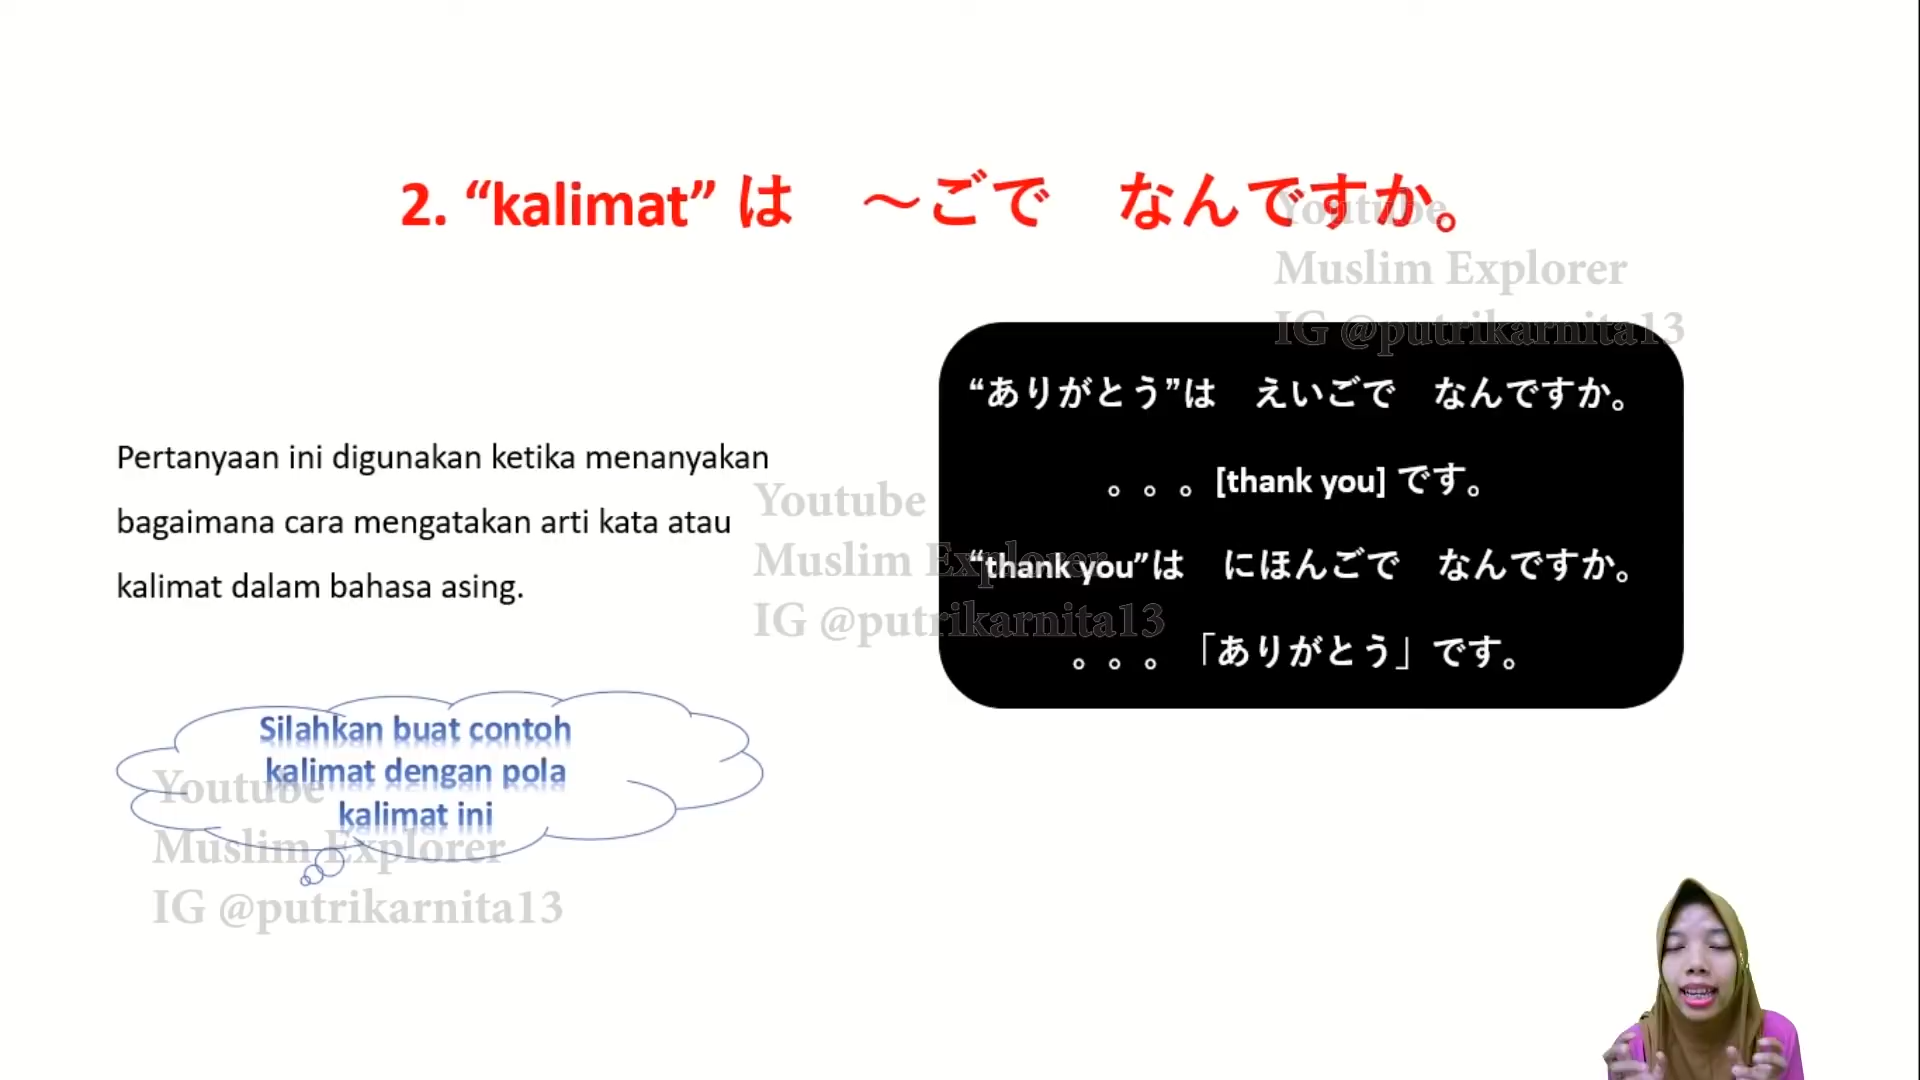 2. “kalimat” は　～ごで　なんですか。
Youtube
Muslim Explorer
IG @putrikarnita13
“ありがとう”は　えいごで　なんですか。
。。。[thank you] です。
“thank you”は　にほんごで　なんですか。
。。。「ありがとう」です。
Pertanyaan ini digunakan ketika menanyakan
bagaimana cara mengatakan arti kata atau
kalimat dalam bahasa asing.
Youtube
Muslim Explorer
IG @putrikarnita13
Silahkan buat contoh
kalimat dengan pola
kalimat ini
Youtube
Muslim Explorer
IG @putrikarnita13